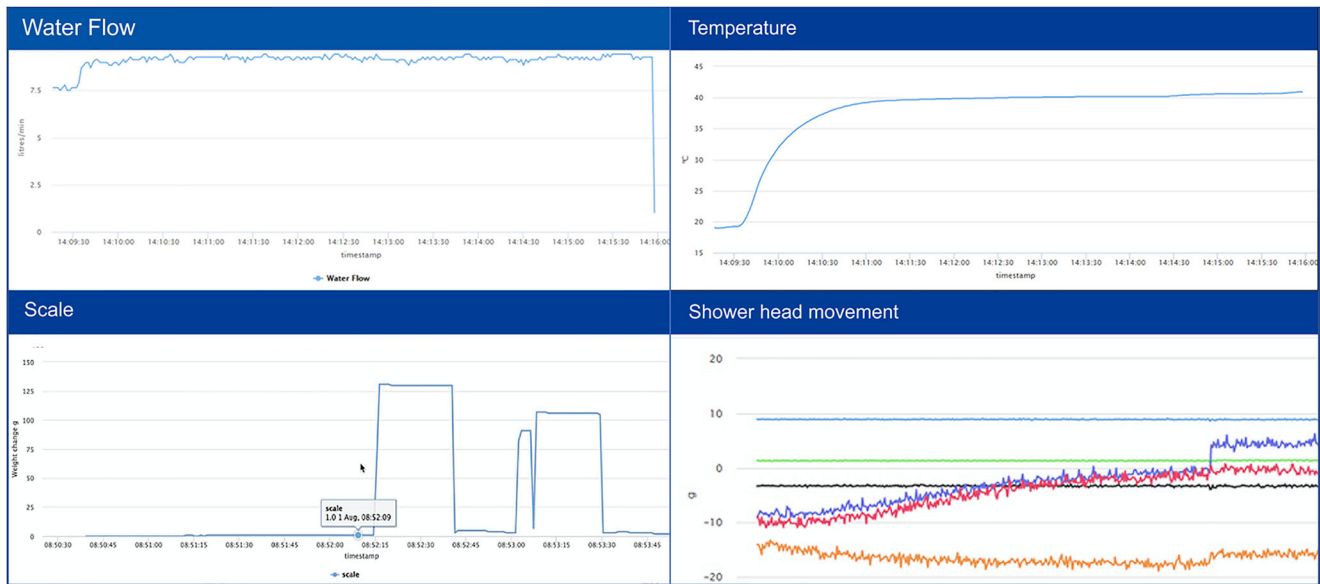 Water Flow
7.5
5
2.5
0
litres/min
14:09:30 14:10:00 14:10:30 14:11:00 14:11:30 14:12:00 14:12:30 14:13:00 14:13:30 14:14:00 14:14:30 14:15:00 14:15:30 14:16:00
timestamp
Water Flow
Temperature
45
40
35
30
25
20
15
°C
14:09:30 14:10:00 14:10:30 14:11:00 14:11:30 14:12:00 14:12:30 14:13:00 14:13:30 14:14:00 14:14:30 14:15:00 14:15:30 14:16:00
timestamp
Scale
150
125
100
75
50
25
0
Weight change g
scale
1.0 1 Aug, 08:52:09
08:50:30 08:50:45 08:51:00 08:51:15 08:51:30 08:51:45 08:52:00 08:52:15 08:52:30 08:52:45 08:53:00 08:53:15 08:53:30 08:53:45
timestamp
scale
Shower head movement
20
10
0
-10
-20
g